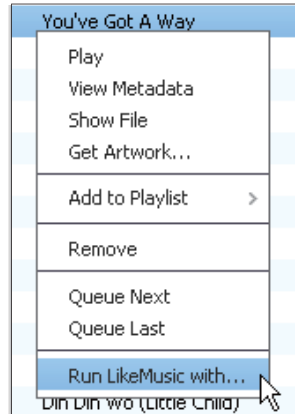 You've Got A Way
Play
View Metadata
Show File
Get Artwork...
Add to Playlist >
Remove
Queue Next
Queue Last
Run LikeMusic with...
Din Din Wo (Little Child)